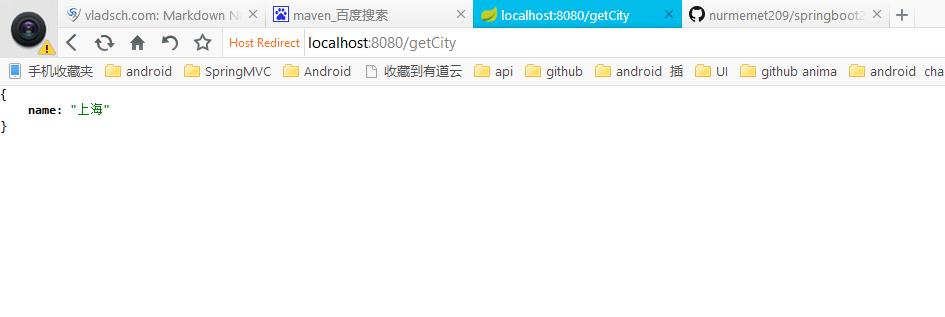 vladsch.com: Markdown N
maven_百度搜索
localhost:8080/getCity
nurmemet209/springboot2
Host Redirect localhost:8080/getCity
手机收藏夹 android SpringMVC Android 收藏到有道云 api github android 插 UI github anima android cha
{
name: "上海"
}